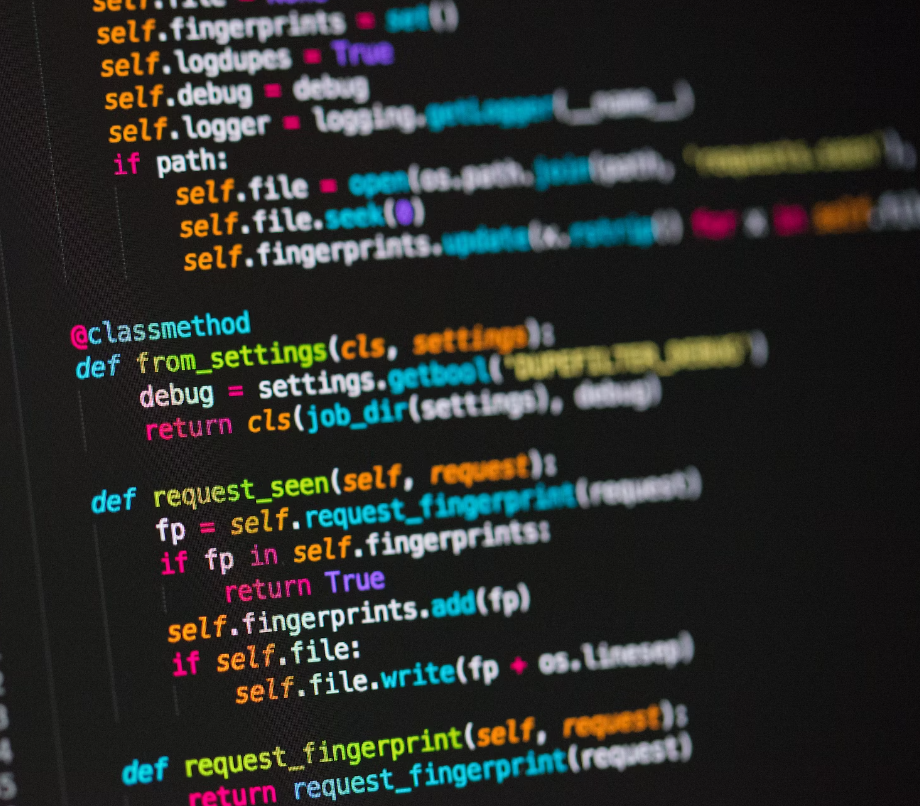 self.file = None
self.fingerprints = set()
self.logdupes = True
self.debug = debug
self.logger = logging.getLogger(__name__)
if path:
self.file = open(os.path.join(path, 'requests.seen'),
self.file.seek(0)
self.fingerprints.update(x.rstrip() for x in self.
@classmethod
def from_settings(cls, settings):
debug = settings.getbool("DUPEFILTER_DEBUG")
return cls(job_dir(settings), debug)
def request_seen(self, request):
fp = self.request_fingerprint(request)
if fp in self.fingerprints:
return True
self.fingerprints.add(fp)
if self.file:
self.file.write(fp + os.linesep)
def request_fingerprint(self, request):
return request_fingerprint(request)